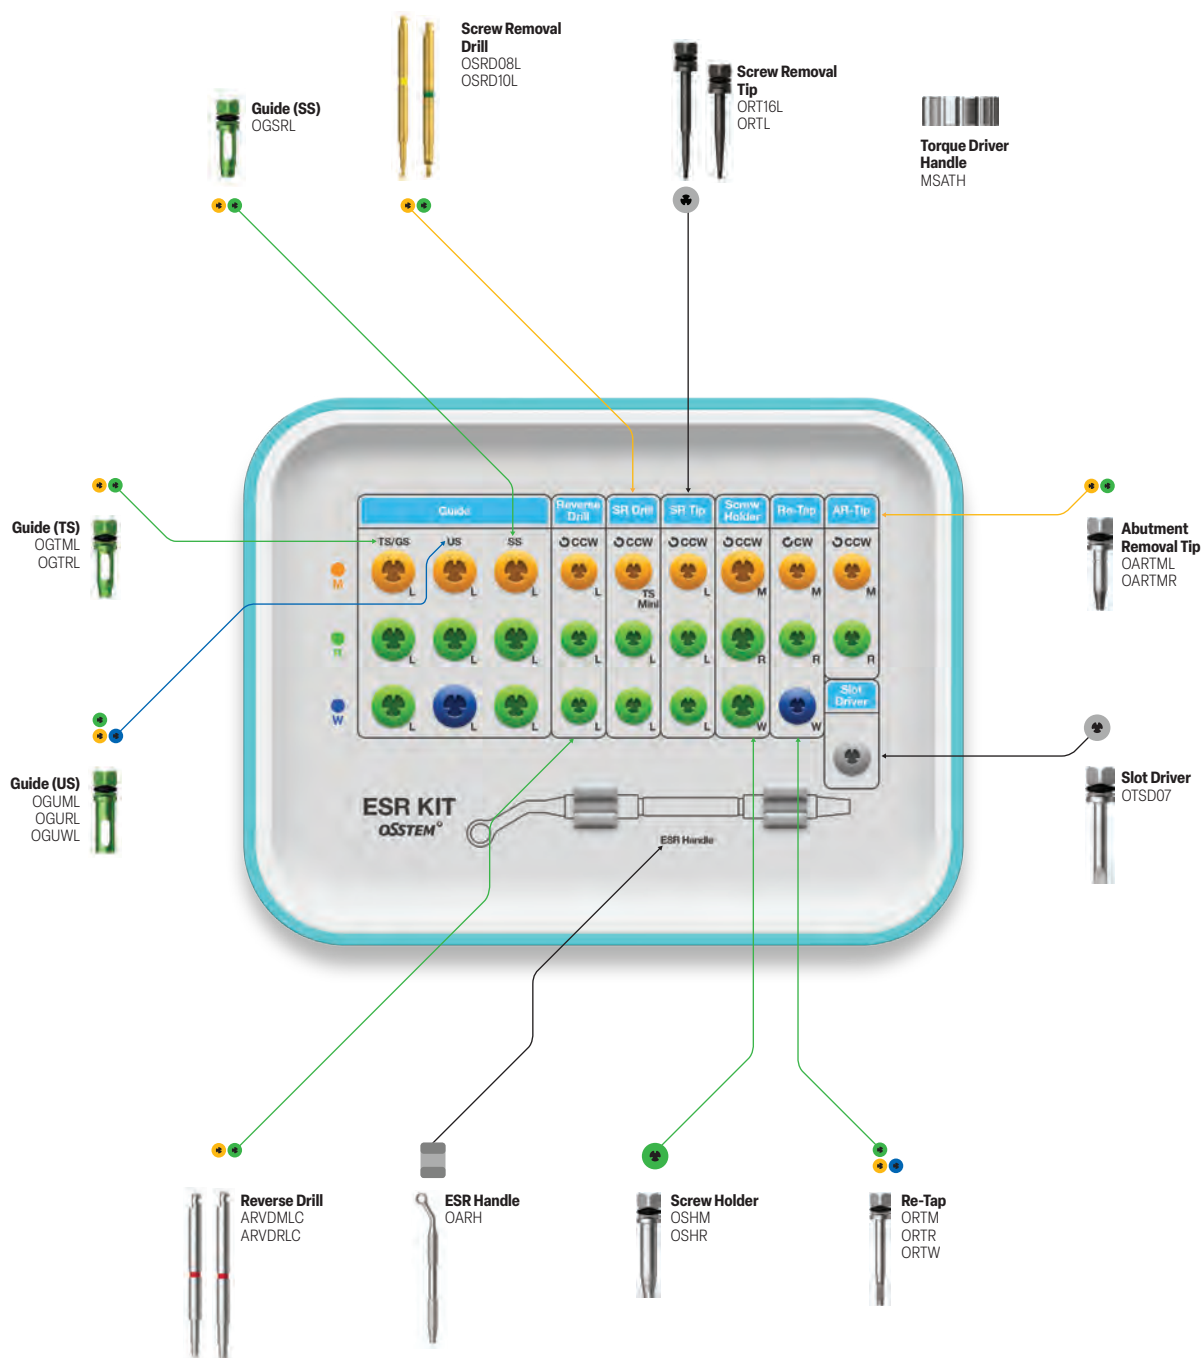 Screw Removal
Drill
OSRD08L
OSRD10L
Screw Removal
Tip
ORT16L
ORTL
Guide (SS)
OGSRL
Torque Driver
Handle
MSATH
Guide (TS)
OGTML
OGTRL
Guide (US)
OGUML
OGURL
OGUWL
Abutment
Removal Tip
OARTML
OARTMR
Slot Driver
OTSD07
Guide
Reverse
Drill
SR Drill
SR Tip
Screw
Holder
Re-Tap
AR-Tip
TS/GS
US
SS
CCW
CCW
CCW
CCW
CW
CCW
M
L
L
L
L
TS
Mini
L
M
M
M
R
L
L
L
L
L
L
R
R
R
Slot
Driver
W
L
L
L
L
L
L
W
W
ESR KIT
OSSTEM
ESR Handle
Reverse Drill
ARVDMLC
ARVDRLC
ESR Handle
OARH
Screw Holder
OSHM
OSHR
Re-Tap
ORTM
ORTR
ORTW